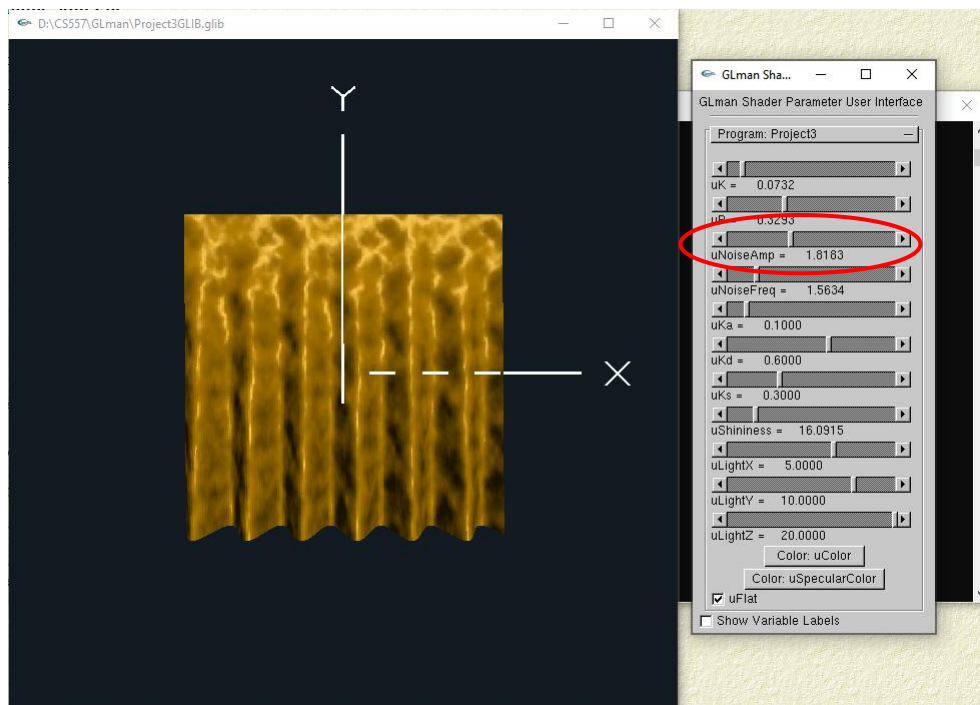 D:\CS557\GLman\Project3GLIB.glib
Y
X
GLman Sha...
GLman Shader Parameter User Interface
Program: Project3
uK = 0.0732
uP = 0.3293
uNoiseAmp = 1.8183
uNoiseFreq = 1.5634
uKa = 0.1000
uKd = 0.6000
uKs = 0.3000
uShininess = 16.0915
uLightX = 5.0000
uLightY = 10.0000
uLightZ = 20.0000
Color: uColor
Color: uSpecularColor
uFlat
Show Variable Labels